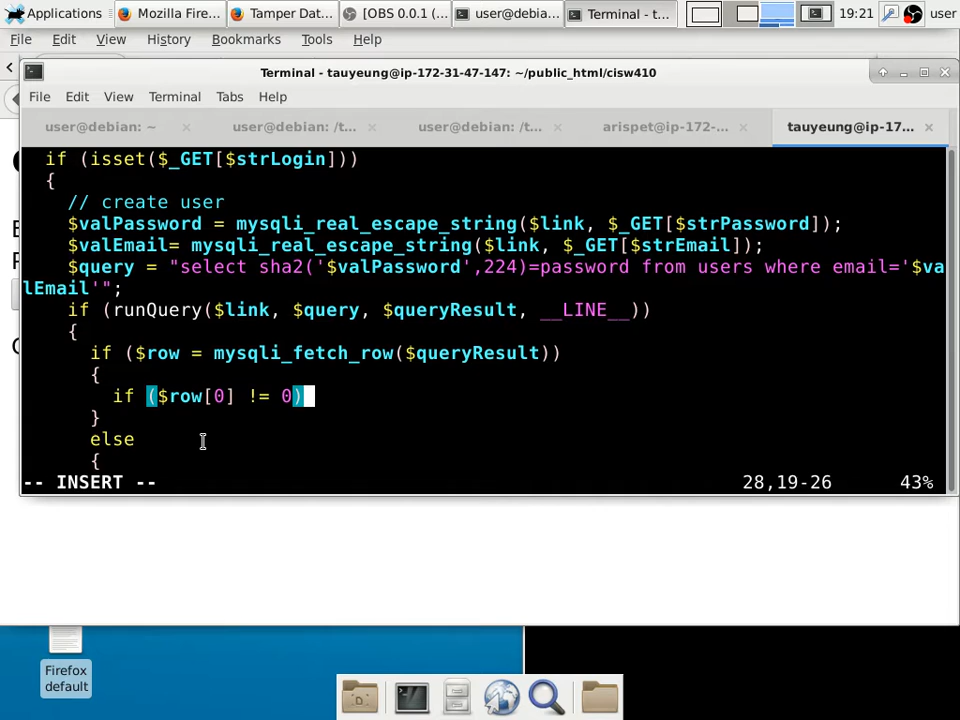 Applications Mozilla Fire... Tamper Dat... [OBS 0.0.1 (... user@debia... Terminal - t... 19:21 user
File Edit View History Bookmarks Tools Help
Terminal - tauyeung@ip-172-31-47-147: ~/public_html/cisw410
File Edit View Terminal Tabs Help
user@debian: ~ user@debian: /t... user@debian: /t... arispet@ip-172-... tauyeung@ip-17...
if (isset($_GET[$strLogin]))
{
// create user
$valPassword = mysqli_real_escape_string($link, $_GET[$strPassword]);
$valEmail= mysqli_real_escape_string($link, $_GET[$strEmail]);
$query = "select sha2('$valPassword',224)=password from users where email='$va
lEmail'";
if (runQuery($link, $query, $queryResult, __LINE__))
{
if ($row = mysqli_fetch_row($queryResult))
{
if ($row[0] != 0)
}
else
{
-- INSERT -- 28,19-26 43%
Firefox
default